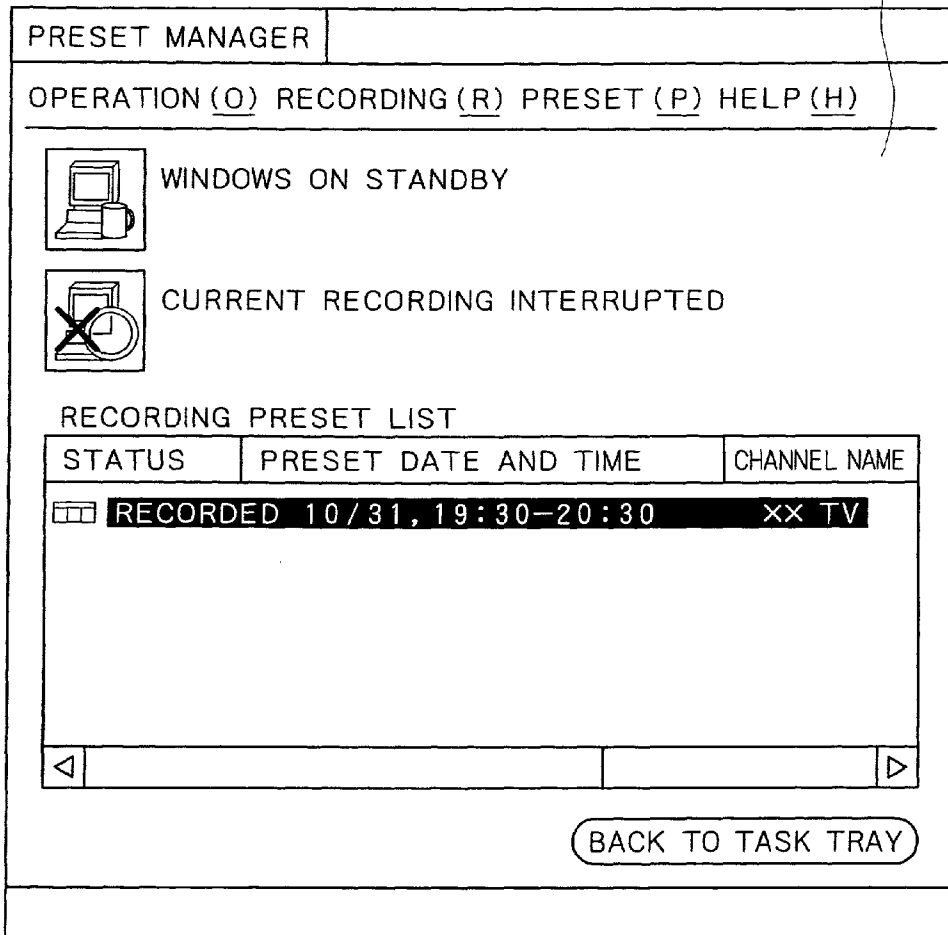 PRESET MANAGER
OPERATION (O) RECORDING (R) PRESET (P) HELP (H)
WINDOWS ON STANDBY
CURRENT RECORDING INTERRUPTED
RECORDING PRESET LIST
STATUS PRESET DATE AND TIME CHANNEL NAME
RECORDED 10/31, 19:30–20:30 ×× TV
BACK TO TASK TRAY